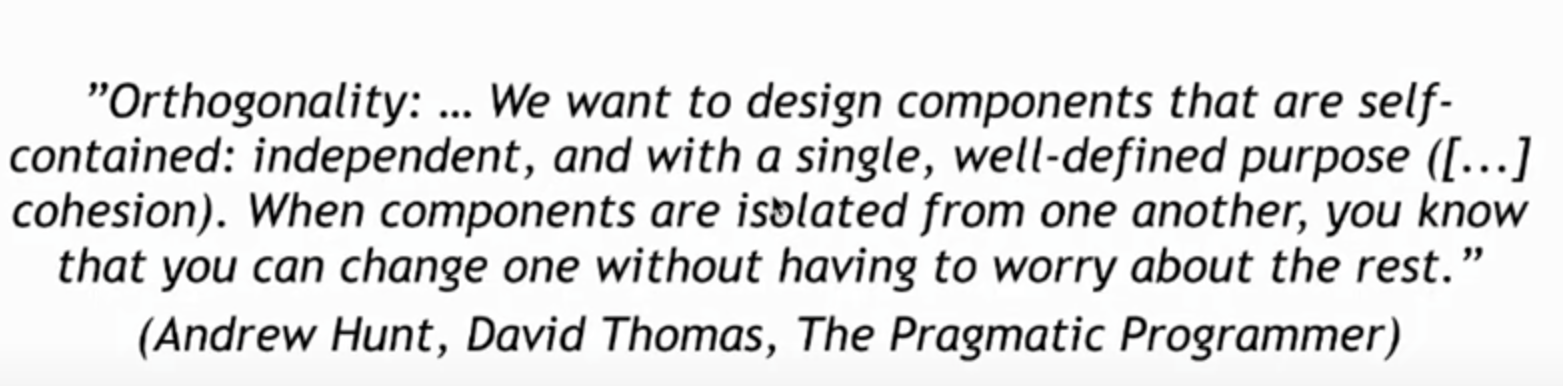 ”Orthogonality: … We want to design components that are self-
contained: independent, and with a single, well-defined purpose ([...]
cohesion). When components are isolated from one another, you know
that you can change one without having to worry about the rest.”
(Andrew Hunt, David Thomas, The Pragmatic Programmer)